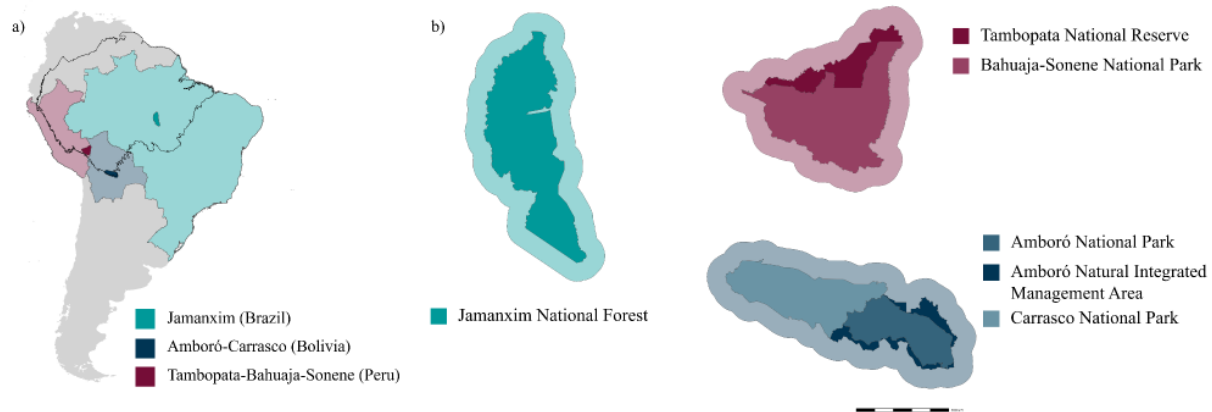 a)
Jamanxim (Brazil)
Amboró-Carrasco (Bolivia)
Tambopata-Bahuaja-Sonene (Peru)
b)
Jamanxim National Forest
Tambopata National Reserve
Bahuaja-Sonene National Park
Amboró National Park
Amboró Natural Integrated
Management Area
Carrasco National Park